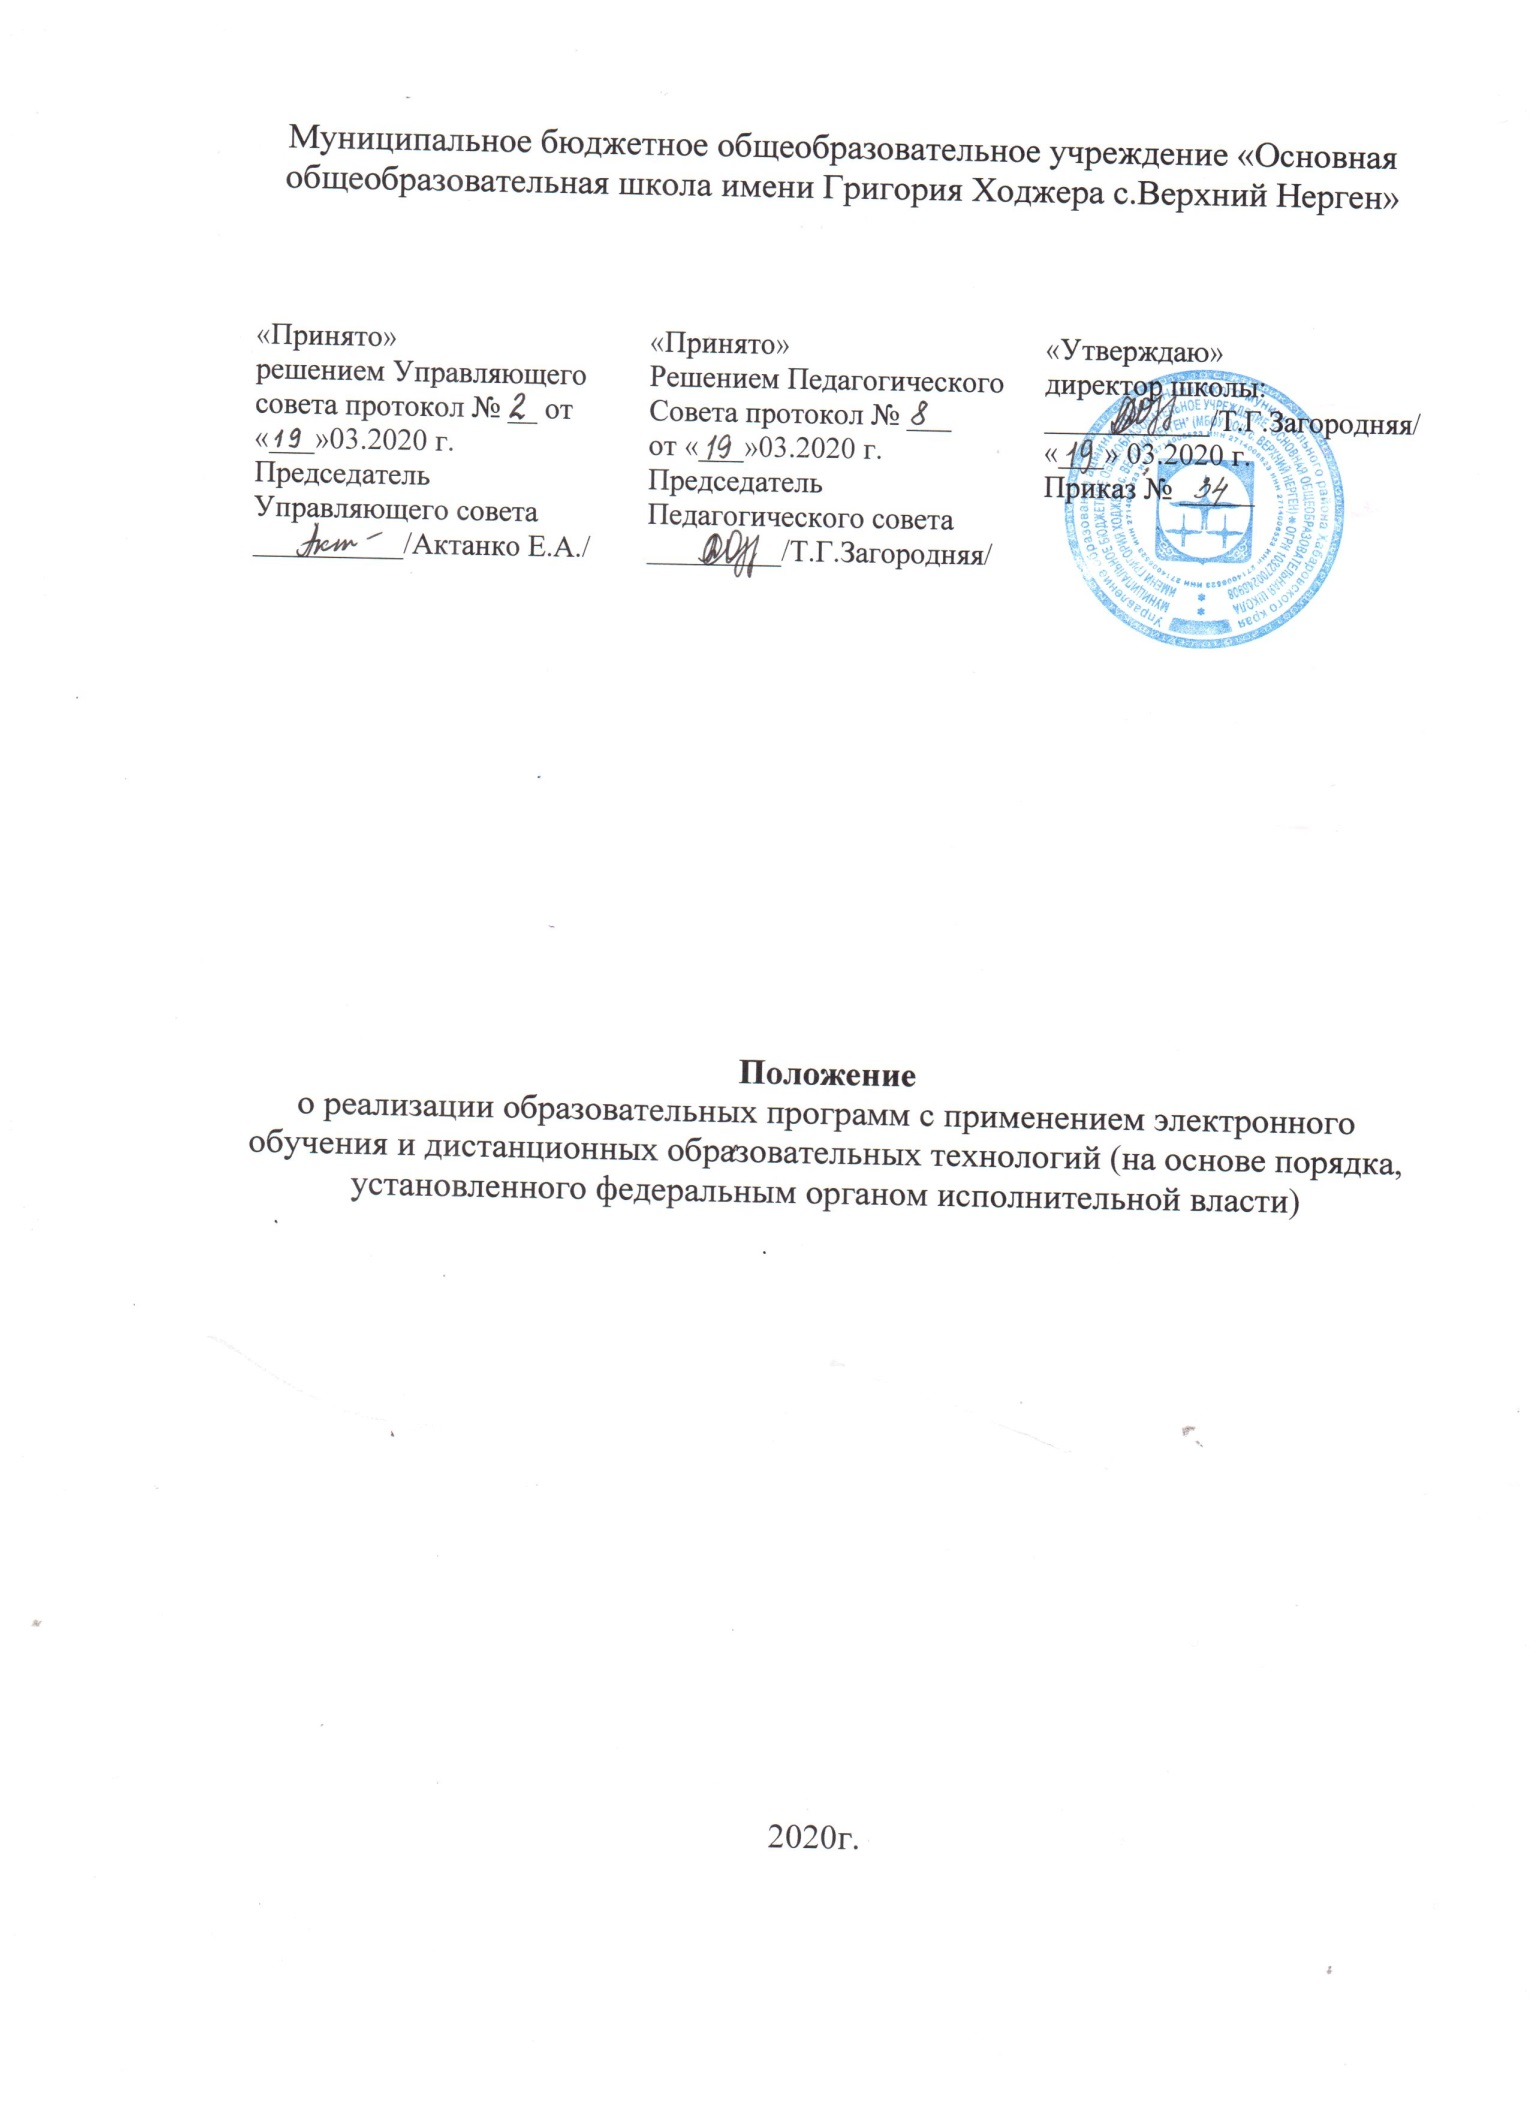 Муниципальное бюджетное общеобразовательное учреждение «Основная
общеобразовательная школа имени Григория Ходжера с.Верхний Нерген»
«Принято»
решением Управляющего
совета протокол № 2 от
«19»03.2020 г.
Председатель
Управляющего совета
/Актанко Е.А./
«Принято»
Решением Педагогического
Совета протокол № 8
от «19»03.2020 г.
Председатель
Педагогического совета
/Т.Г.Загородняя/
«Утверждаю»
директор школы:
/Т.Г.Загородняя/
«19» 03.2020 г.
Приказ № 34
Положение
о реализации образовательных программ с применением электронного
обучения и дистанционных образовательных технологий (на основе порядка,
установленного федеральным органом исполнительной власти)
2020г.